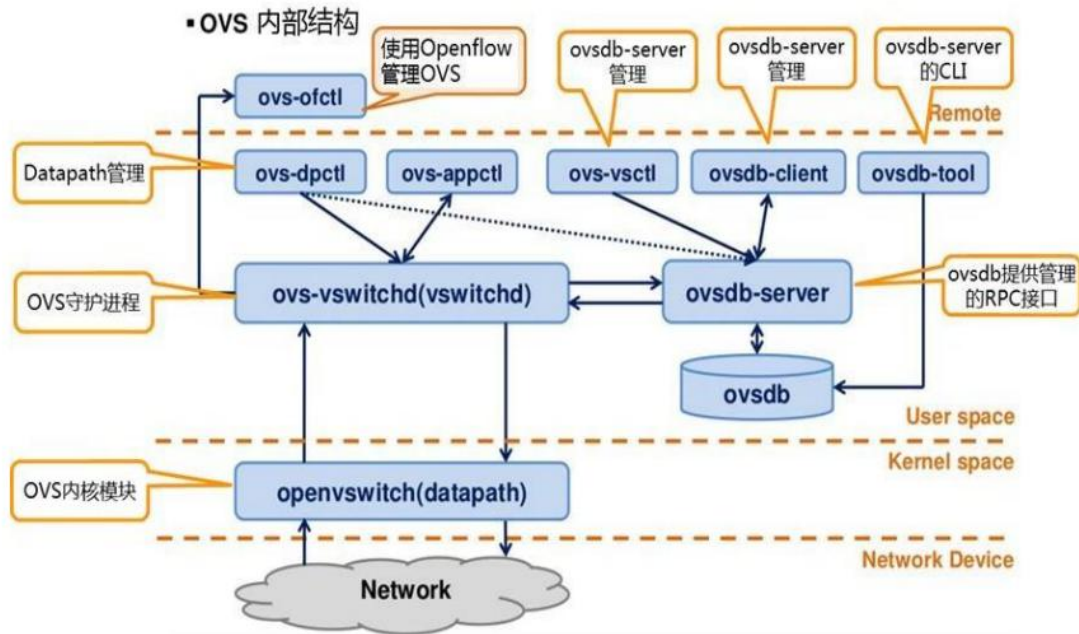 ▪ OVS 内部结构
使用Openflow
管理OVS
ovsdb-server
管理
ovsdb-server
管理
ovsdb-server
的CLI
ovs-ofctl
Remote
Datapath管理
ovs-dpctl
ovs-appctl
ovs-vsctl
ovsdb-client
ovsdb-tool
OVS守护进程
ovs-vswitchd(vswitchd)
ovsdb-server
ovsdb提供管理
的RPC接口
ovsdb
User space
Kernel space
OVS内核模块
openvswitch(datapath)
Network Device
Network